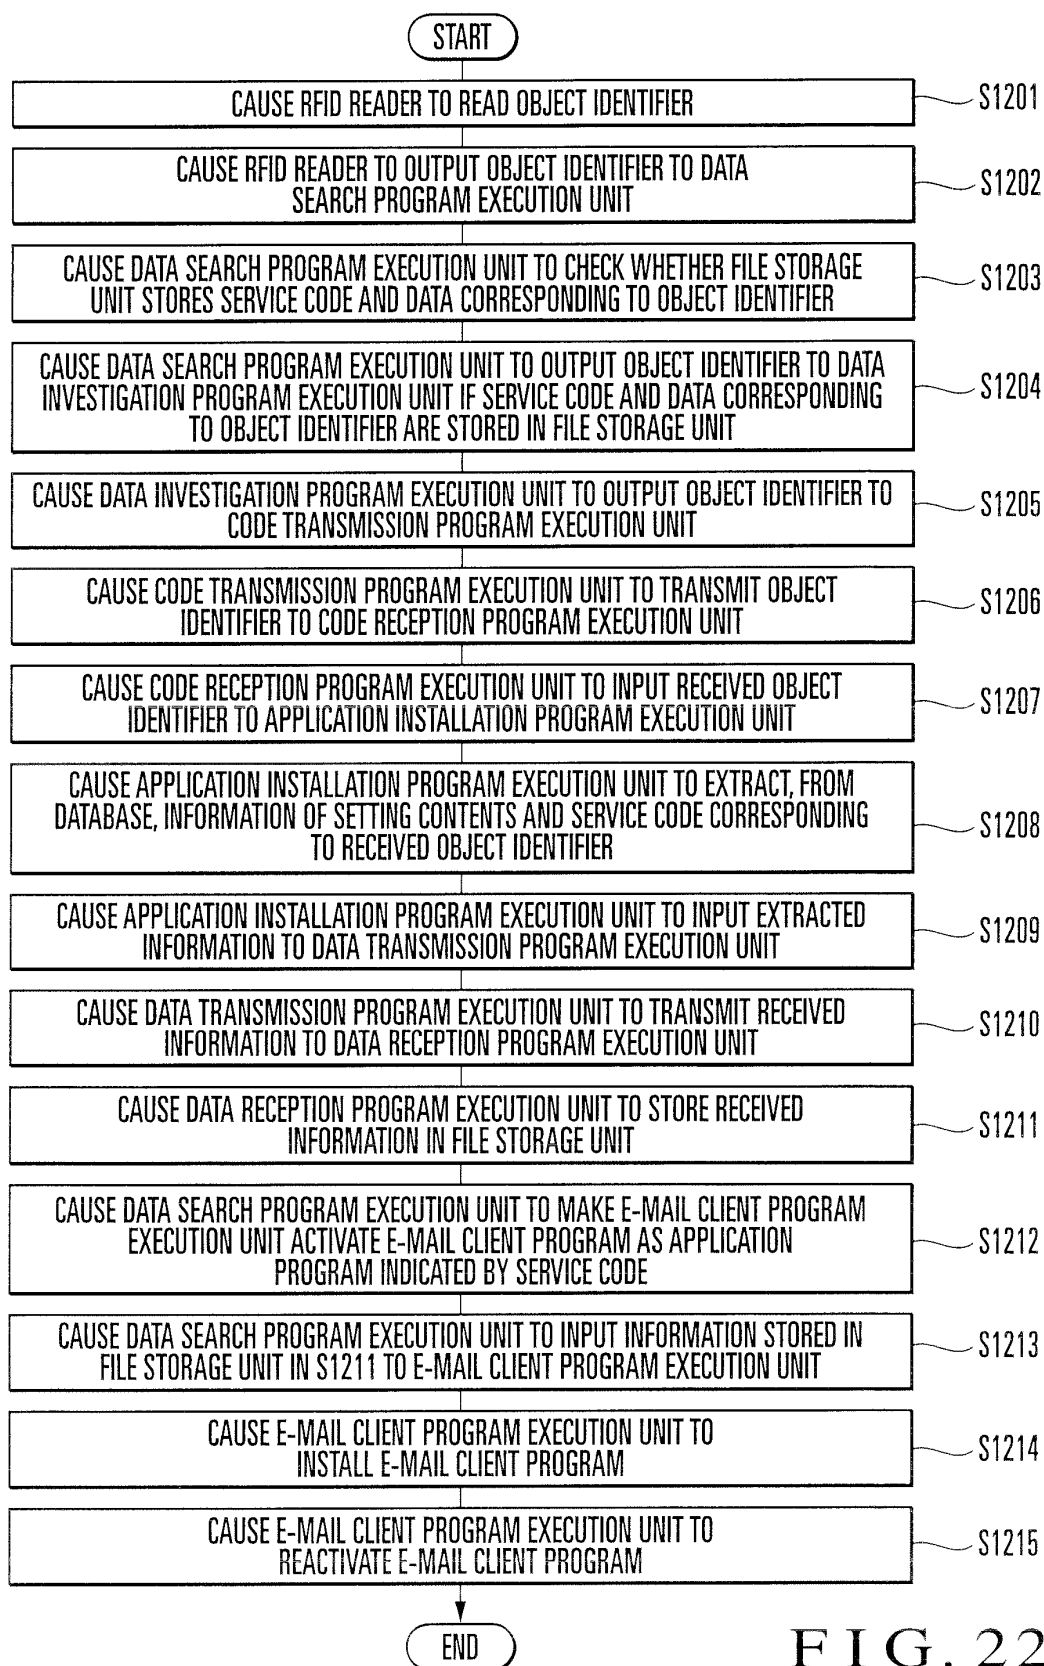 START
CAUSE RFID READER TO READ OBJECT IDENTIFIER
S1201
CAUSE RFID READER TO OUTPUT OBJECT IDENTIFIER TO DATA
SEARCH PROGRAM EXECUTION UNIT
S1202
CAUSE DATA SEARCH PROGRAM EXECUTION UNIT TO CHECK WHETHER FILE STORAGE
UNIT STORES SERVICE CODE AND DATA CORRESPONDING TO OBJECT IDENTIFIER
S1203
CAUSE DATA SEARCH PROGRAM EXECUTION UNIT TO OUTPUT OBJECT IDENTIFIER TO DATA
INVESTIGATION PROGRAM EXECUTION UNIT IF SERVICE CODE AND DATA CORRESPONDING
TO OBJECT IDENTIFIER ARE STORED IN FILE STORAGE UNIT
S1204
CAUSE DATA INVESTIGATION PROGRAM EXECUTION UNIT TO OUTPUT OBJECT IDENTIFIER TO
CODE TRANSMISSION PROGRAM EXECUTION UNIT
S1205
CAUSE CODE TRANSMISSION PROGRAM EXECUTION UNIT TO TRANSMIT OBJECT
IDENTIFIER TO CODE RECEPTION PROGRAM EXECUTION UNIT
S1206
CAUSE CODE RECEPTION PROGRAM EXECUTION UNIT TO INPUT RECEIVED OBJECT
IDENTIFIER TO APPLICATION INSTALLATION PROGRAM EXECUTION UNIT
S1207
CAUSE APPLICATION INSTALLATION PROGRAM EXECUTION UNIT TO EXTRACT, FROM
DATABASE, INFORMATION OF SETTING CONTENTS AND SERVICE CODE CORRESPONDING
TO RECEIVED OBJECT IDENTIFIER
S1208
CAUSE APPLICATION INSTALLATION PROGRAM EXECUTION UNIT TO INPUT EXTRACTED
INFORMATION TO DATA TRANSMISSION PROGRAM EXECUTION UNIT
S1209
CAUSE DATA TRANSMISSION PROGRAM EXECUTION UNIT TO TRANSMIT RECEIVED
INFORMATION TO DATA RECEPTION PROGRAM EXECUTION UNIT
S1210
CAUSE DATA RECEPTION PROGRAM EXECUTION UNIT TO STORE RECEIVED
INFORMATION IN FILE STORAGE UNIT
S1211
CAUSE DATA SEARCH PROGRAM EXECUTION UNIT TO MAKE E-MAIL CLIENT PROGRAM
EXECUTION UNIT ACTIVATE E-MAIL CLIENT PROGRAM AS APPLICATION
PROGRAM INDICATED BY SERVICE CODE
S1212
CAUSE DATA SEARCH PROGRAM EXECUTION UNIT TO INPUT INFORMATION STORED IN
FILE STORAGE UNIT IN S1211 TO E-MAIL CLIENT PROGRAM EXECUTION UNIT
S1213
CAUSE E-MAIL CLIENT PROGRAM EXECUTION UNIT TO
INSTALL E-MAIL CLIENT PROGRAM
S1214
CAUSE E-MAIL CLIENT PROGRAM EXECUTION UNIT TO
REACTIVATE E-MAIL CLIENT PROGRAM
S1215
END
FIG. 22